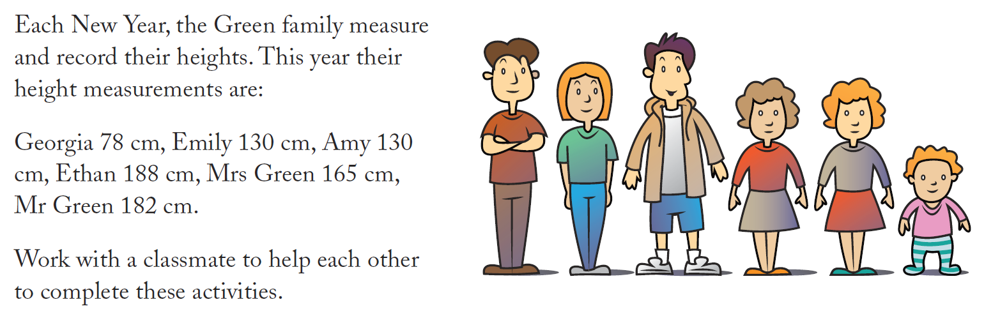 Each New Year, the Green family measure
and record their heights. This year their
height measurements are:
Georgia 78 cm, Emily 130 cm, Amy 130
cm, Ethan 188 cm, Mrs Green 165 cm,
Mr Green 182 cm.
Work with a classmate to help each other
to complete these activities.